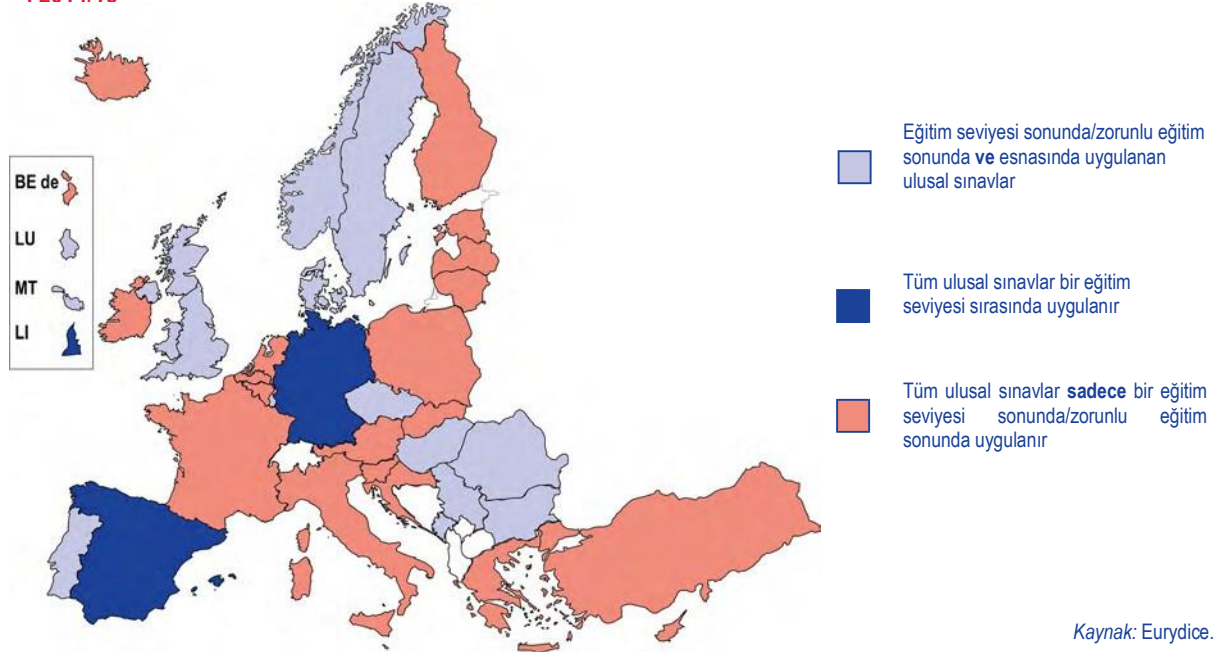 BE de
LU
MT
LI
Eğitim seviyesi sonunda/zorunlu eğitim
sonunda ve esnasında uygulanan
ulusal sınavlar
Tüm ulusal sınavlar bir eğitim
seviyesi sırasında uygulanır
Tüm ulusal sınavlar sadece bir eğitim
seviyesi sonunda/zorunlu eğitim
sonunda uygulanır
Kaynak: Eurydice.